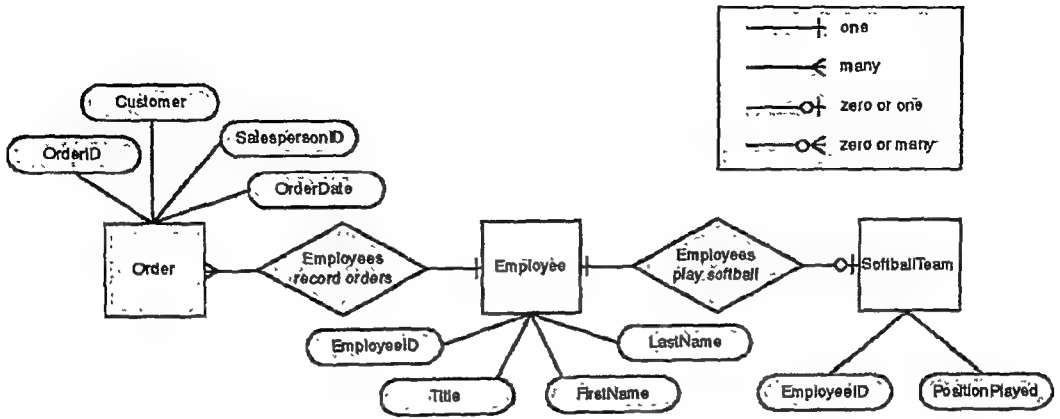 one
many
zero or one
zero or many
Customer
OrderID
SalespersonID
OrderDate
Order
Employees
record orders
Employee
Employees
play softball
SoftballTeam
EmployeeID
LastName
Title
FirstName
EmployeeID
PositionPlayed